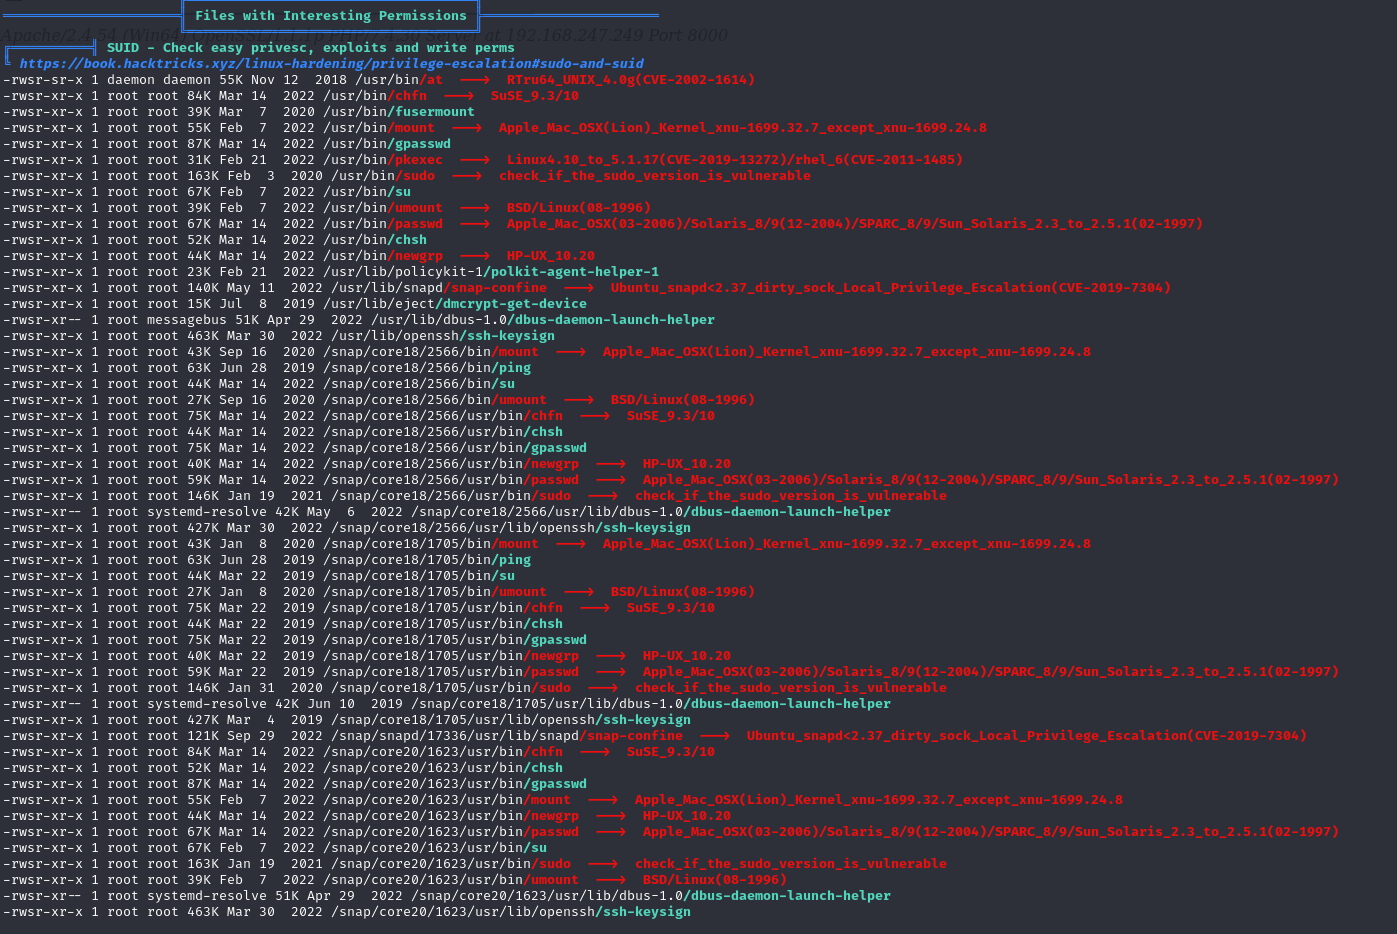 Files with Interesting Permissions
Apache/2.4.54 (Win64) OpenSSL/1.1.1p PHP/7.4.30 Server at 192.168.247.249 Port 8000
SUID - Check easy privesc, exploits and write perms
https://book.hacktricks.xyz/linux-hardening/privilege-escalation#sudo-and-suid
-rwsr-sr-x 1 daemon daemon 55K Nov 12  2018 /usr/bin/at  --->  RTru64_UNIX_4.0g(CVE-2002-1614)
-rwsr-xr-x 1 root root 84K Mar 14  2022 /usr/bin/chfn  --->  SuSE_9.3/10
-rwsr-xr-x 1 root root 39K Mar  7  2020 /usr/bin/fusermount
-rwsr-xr-x 1 root root 55K Feb  7  2022 /usr/bin/mount  --->  Apple_Mac_OSX(Lion)_Kernel_xnu-1699.32.7_except_xnu-1699.24.8
-rwsr-xr-x 1 root root 87K Mar 14  2022 /usr/bin/gpasswd
-rwsr-xr-x 1 root root 31K Feb 21  2022 /usr/bin/pkexec  --->  Linux4.10_to_5.1.17(CVE-2019-13272)/rhel_6(CVE-2011-1485)
-rwsr-xr-x 1 root root 163K Feb  3  2020 /usr/bin/sudo  --->  check_if_the_sudo_version_is_vulnerable
-rwsr-xr-x 1 root root 67K Feb  7  2022 /usr/bin/su
-rwsr-xr-x 1 root root 39K Feb  7  2022 /usr/bin/umount  --->  BSD/Linux(08-1996)
-rwsr-xr-x 1 root root 67K Mar 14  2022 /usr/bin/passwd  --->  Apple_Mac_OSX(03-2006)/Solaris_8/9(12-2004)/SPARC_8/9/Sun_Solaris_2.3_to_2.5.1(02-1997)
-rwsr-xr-x 1 root root 52K Mar 14  2022 /usr/bin/chsh
-rwsr-xr-x 1 root root 44K Mar 14  2022 /usr/bin/newgrp  --->  HP-UX_10.20
-rwsr-xr-x 1 root root 23K Feb 21  2022 /usr/lib/policykit-1/polkit-agent-helper-1
-rwsr-xr-x 1 root root 140K May 11  2022 /usr/lib/snapd/snap-confine  --->  Ubuntu_snapd<2.37_dirty_sock_Local_Privilege_Escalation(CVE-2019-7304)
-rwsr-xr-x 1 root root 15K Jul  8  2019 /usr/lib/eject/dmcrypt-get-device
-rwsr-xr-- 1 root messagebus 51K Apr 29  2022 /usr/lib/dbus-1.0/dbus-daemon-launch-helper
-rwsr-xr-x 1 root root 463K Mar 30  2022 /usr/lib/openssh/ssh-keysign
-rwsr-xr-x 1 root root 43K Sep 16  2020 /snap/core18/2566/bin/mount  --->  Apple_Mac_OSX(Lion)_Kernel_xnu-1699.32.7_except_xnu-1699.24.8
-rwsr-xr-x 1 root root 63K Jun 28  2019 /snap/core18/2566/bin/ping
-rwsr-xr-x 1 root root 44K Mar 14  2022 /snap/core18/2566/bin/su
-rwsr-xr-x 1 root root 27K Sep 16  2020 /snap/core18/2566/bin/umount  --->  BSD/Linux(08-1996)
-rwsr-xr-x 1 root root 75K Mar 14  2022 /snap/core18/2566/usr/bin/chfn  --->  SuSE_9.3/10
-rwsr-xr-x 1 root root 44K Mar 14  2022 /snap/core18/2566/usr/bin/chsh
-rwsr-xr-x 1 root root 75K Mar 14  2022 /snap/core18/2566/usr/bin/gpasswd
-rwsr-xr-x 1 root root 40K Mar 14  2022 /snap/core18/2566/usr/bin/newgrp  --->  HP-UX_10.20
-rwsr-xr-x 1 root root 59K Mar 14  2022 /snap/core18/2566/usr/bin/passwd  --->  Apple_Mac_OSX(03-2006)/Solaris_8/9(12-2004)/SPARC_8/9/Sun_Solaris_2.3_to_2.5.1(02-1997)
-rwsr-xr-x 1 root root 146K Jan 19  2021 /snap/core18/2566/usr/bin/sudo  --->  check_if_the_sudo_version_is_vulnerable
-rwsr-xr-- 1 root systemd-resolve 42K May  6  2022 /snap/core18/2566/usr/lib/dbus-1.0/dbus-daemon-launch-helper
-rwsr-xr-x 1 root root 427K Mar 30  2022 /snap/core18/2566/usr/lib/openssh/ssh-keysign
-rwsr-xr-x 1 root root 43K Jan  8  2020 /snap/core18/1705/bin/mount  --->  Apple_Mac_OSX(Lion)_Kernel_xnu-1699.32.7_except_xnu-1699.24.8
-rwsr-xr-x 1 root root 63K Jun 28  2019 /snap/core18/1705/bin/ping
-rwsr-xr-x 1 root root 44K Mar 22  2019 /snap/core18/1705/bin/su
-rwsr-xr-x 1 root root 27K Jan  8  2020 /snap/core18/1705/bin/umount  --->  BSD/Linux(08-1996)
-rwsr-xr-x 1 root root 75K Mar 22  2019 /snap/core18/1705/usr/bin/chfn  --->  SuSE_9.3/10
-rwsr-xr-x 1 root root 44K Mar 22  2019 /snap/core18/1705/usr/bin/chsh
-rwsr-xr-x 1 root root 75K Mar 22  2019 /snap/core18/1705/usr/bin/gpasswd
-rwsr-xr-x 1 root root 40K Mar 22  2019 /snap/core18/1705/usr/bin/newgrp  --->  HP-UX_10.20
-rwsr-xr-x 1 root root 59K Mar 22  2019 /snap/core18/1705/usr/bin/passwd  --->  Apple_Mac_OSX(03-2006)/Solaris_8/9(12-2004)/SPARC_8/9/Sun_Solaris_2.3_to_2.5.1(02-1997)
-rwsr-xr-x 1 root root 146K Jan 31  2020 /snap/core18/1705/usr/bin/sudo  --->  check_if_the_sudo_version_is_vulnerable
-rwsr-xr-- 1 root systemd-resolve 42K Jun 10  2019 /snap/core18/1705/usr/lib/dbus-1.0/dbus-daemon-launch-helper
-rwsr-xr-x 1 root root 427K Mar  4  2019 /snap/core18/1705/usr/lib/openssh/ssh-keysign
-rwsr-xr-x 1 root root 121K Sep 29  2022 /snap/snapd/17336/usr/lib/snapd/snap-confine  --->  Ubuntu_snapd<2.37_dirty_sock_Local_Privilege_Escalation(CVE-2019-7304)
-rwsr-xr-x 1 root root 84K Mar 14  2022 /snap/core20/1623/usr/bin/chfn  --->  SuSE_9.3/10
-rwsr-xr-x 1 root root 52K Mar 14  2022 /snap/core20/1623/usr/bin/chsh
-rwsr-xr-x 1 root root 87K Mar 14  2022 /snap/core20/1623/usr/bin/gpasswd
-rwsr-xr-x 1 root root 55K Feb  7  2022 /snap/core20/1623/usr/bin/mount  --->  Apple_Mac_OSX(Lion)_Kernel_xnu-1699.32.7_except_xnu-1699.24.8
-rwsr-xr-x 1 root root 44K Mar 14  2022 /snap/core20/1623/usr/bin/newgrp  --->  HP-UX_10.20
-rwsr-xr-x 1 root root 67K Mar 14  2022 /snap/core20/1623/usr/bin/passwd  --->  Apple_Mac_OSX(03-2006)/Solaris_8/9(12-2004)/SPARC_8/9/Sun_Solaris_2.3_to_2.5.1(02-1997)
-rwsr-xr-x 1 root root 67K Feb  7  2022 /snap/core20/1623/usr/bin/su
-rwsr-xr-x 1 root root 163K Jan 19  2021 /snap/core20/1623/usr/bin/sudo  --->  check_if_the_sudo_version_is_vulnerable
-rwsr-xr-x 1 root root 39K Feb  7  2022 /snap/core20/1623/usr/bin/umount  --->  BSD/Linux(08-1996)
-rwsr-xr-- 1 root systemd-resolve 51K Apr 29  2022 /snap/core20/1623/usr/lib/dbus-1.0/dbus-daemon-launch-helper
-rwsr-xr-x 1 root root 463K Mar 30  2022 /snap/core20/1623/usr/lib/openssh/ssh-keysign